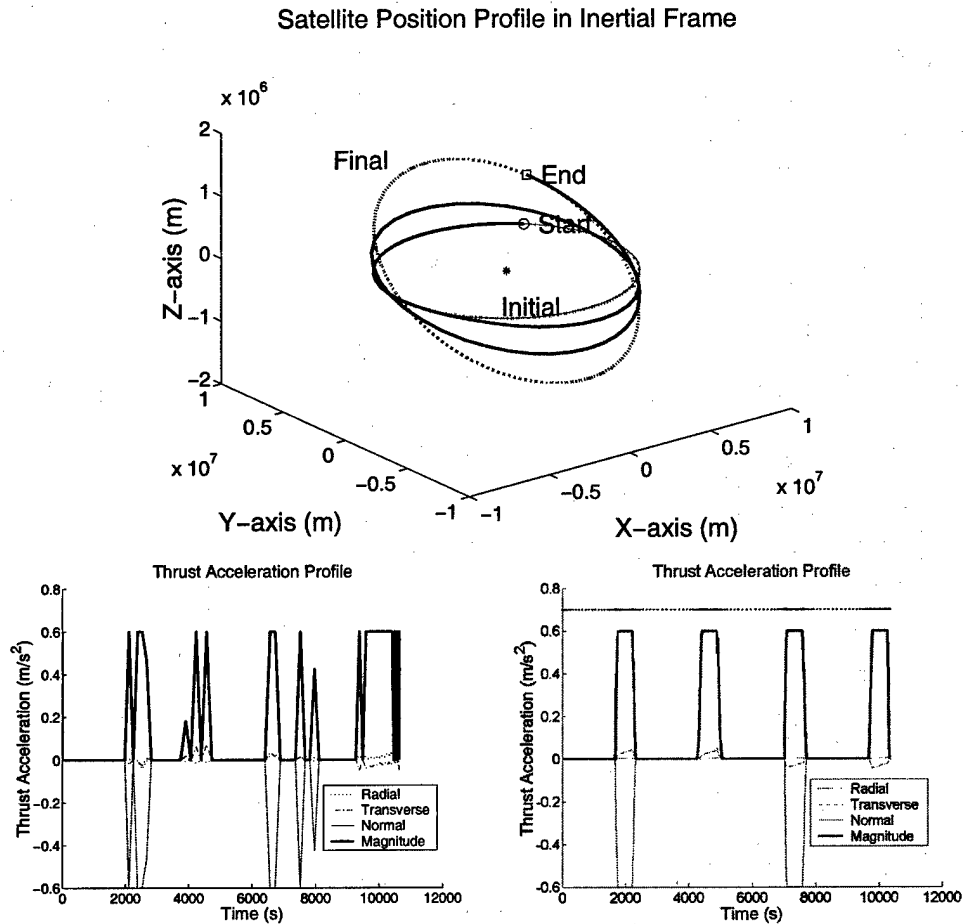 Satellite Position Profile in Inertial Frame
x 10^6
2
1
0
−1
−2
Z−axis (m)
Final
End
Start
Initial
1
0.5
0
−0.5
−1
x 10^7
Y−axis (m)
−1
−0.5
0
0.5
1
x 10^7
X−axis (m)
Thrust Acceleration Profile
0.8
0.6
0.4
0.2
0
−0.2
−0.4
−0.6
Thrust Acceleration (m/s^2)
0 2000 4000 6000 8000 10000 12000
Time (s)
Radial
Transverse
Normal
Magnitude
Thrust Acceleration Profile
0.8
0.6
0.4
0.2
0
−0.2
−0.4
−0.6
Thrust Acceleration (m/s^2)
0 2000 4000 6000 8000 10000 12000
Time (s)
Radial
Transverse
Normal
Magnitude